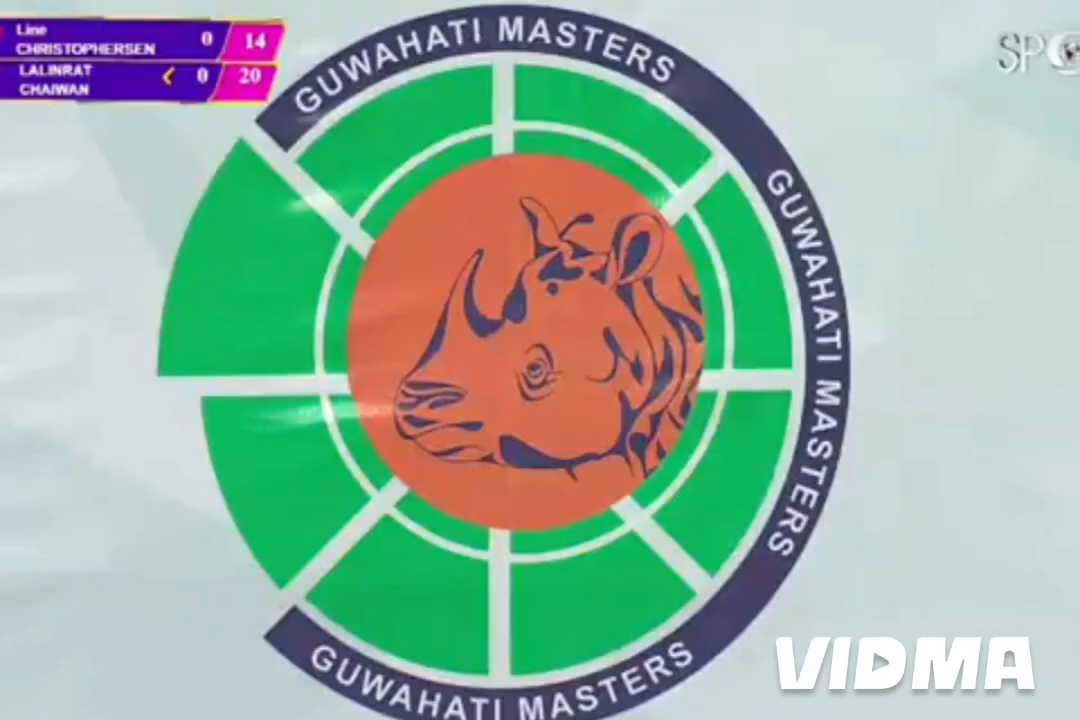 Line 0 14
CHRISTOPHERSEN
LALINRAT < 0 20
CHAIWAN
GUWAHATI MASTERS
GUWAHATI MASTERS
GUWAHATI MASTERS
VIDMA